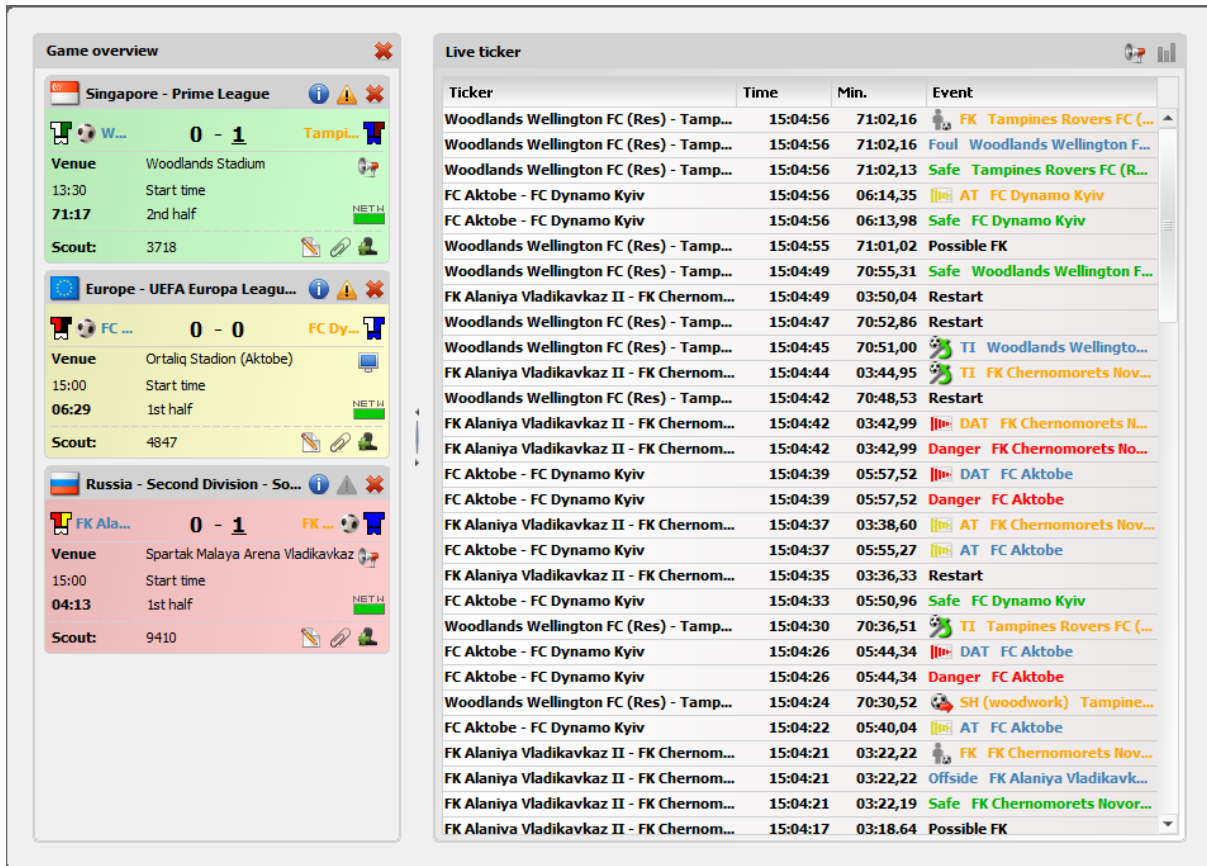 Game overview
Singapore - Prime League
W... 0 - 1 Tampi...
Venue Woodlands Stadium
13:30 Start time
71:17 2nd half NETW
Scout: 3718
Europe - UEFA Europa Leagu...
FC ... 0 - 0 FC Dy...
Venue Ortaliq Stadion (Aktobe)
15:00 Start time
06:29 1st half NETW
Scout: 4847
Russia - Second Division - So...
FK Ala... 0 - 1 FK ...
Venue Spartak Malaya Arena Vladikavkaz
15:00 Start time
04:13 1st half NETW
Scout: 9410
Live ticker
Ticker Time Min. Event
Woodlands Wellington FC (Res) - Tamp... 15:04:56 71:02,16 FK Tampines Rovers FC (...
Woodlands Wellington FC (Res) - Tamp... 15:04:56 71:02,16 Foul Woodlands Wellington F...
Woodlands Wellington FC (Res) - Tamp... 15:04:56 71:02,13 Safe Tampines Rovers FC (R...
FC Aktobe - FC Dynamo Kyiv 15:04:56 06:14,35 AT FC Dynamo Kyiv
FC Aktobe - FC Dynamo Kyiv 15:04:56 06:13,98 Safe FC Dynamo Kyiv
Woodlands Wellington FC (Res) - Tamp... 15:04:55 71:01,02 Possible FK
Woodlands Wellington FC (Res) - Tamp... 15:04:49 70:55,31 Safe Woodlands Wellington F...
FK Alaniya Vladikavkaz II - FK Chernom... 15:04:49 03:50,04 Restart
Woodlands Wellington FC (Res) - Tamp... 15:04:47 70:52,86 Restart
Woodlands Wellington FC (Res) - Tamp... 15:04:45 70:51,00 TI Woodlands Wellingto...
FK Alaniya Vladikavkaz II - FK Chernom... 15:04:44 03:44,95 TI FK Chernomorets Nov...
Woodlands Wellington FC (Res) - Tamp... 15:04:42 70:48,53 Restart
FK Alaniya Vladikavkaz II - FK Chernom... 15:04:42 03:42,99 DAT FK Chernomorets N...
FK Alaniya Vladikavkaz II - FK Chernom... 15:04:42 03:42,99 Danger FK Chernomorets No...
FC Aktobe - FC Dynamo Kyiv 15:04:39 05:57,52 DAT FC Aktobe
FC Aktobe - FC Dynamo Kyiv 15:04:39 05:57,52 Danger FC Aktobe
FK Alaniya Vladikavkaz II - FK Chernom... 15:04:37 03:38,60 AT FK Chernomorets Nov...
FC Aktobe - FC Dynamo Kyiv 15:04:37 05:55,27 AT FC Aktobe
FK Alaniya Vladikavkaz II - FK Chernom... 15:04:35 03:36,33 Restart
FC Aktobe - FC Dynamo Kyiv 15:04:33 05:50,96 Safe FC Dynamo Kyiv
Woodlands Wellington FC (Res) - Tamp... 15:04:30 70:36,51 TI Tampines Rovers FC (...
FC Aktobe - FC Dynamo Kyiv 15:04:26 05:44,34 DAT FC Aktobe
FC Aktobe - FC Dynamo Kyiv 15:04:26 05:44,34 Danger FC Aktobe
Woodlands Wellington FC (Res) - Tamp... 15:04:24 70:30,52 SH (woodwork) Tampine...
FC Aktobe - FC Dynamo Kyiv 15:04:22 05:40,04 AT FC Aktobe
FK Alaniya Vladikavkaz II - FK Chernom... 15:04:21 03:22,22 FK FK Chernomorets Nov...
FK Alaniya Vladikavkaz II - FK Chernom... 15:04:21 03:22,22 Offside FK Alaniya Vladikavk...
FK Alaniya Vladikavkaz II - FK Chernom... 15:04:21 03:22,19 Safe FK Chernomorets Novor...
FK Alaniya Vladikavkaz II - FK Chernom... 15:04:17 03:18,64 Possible FK